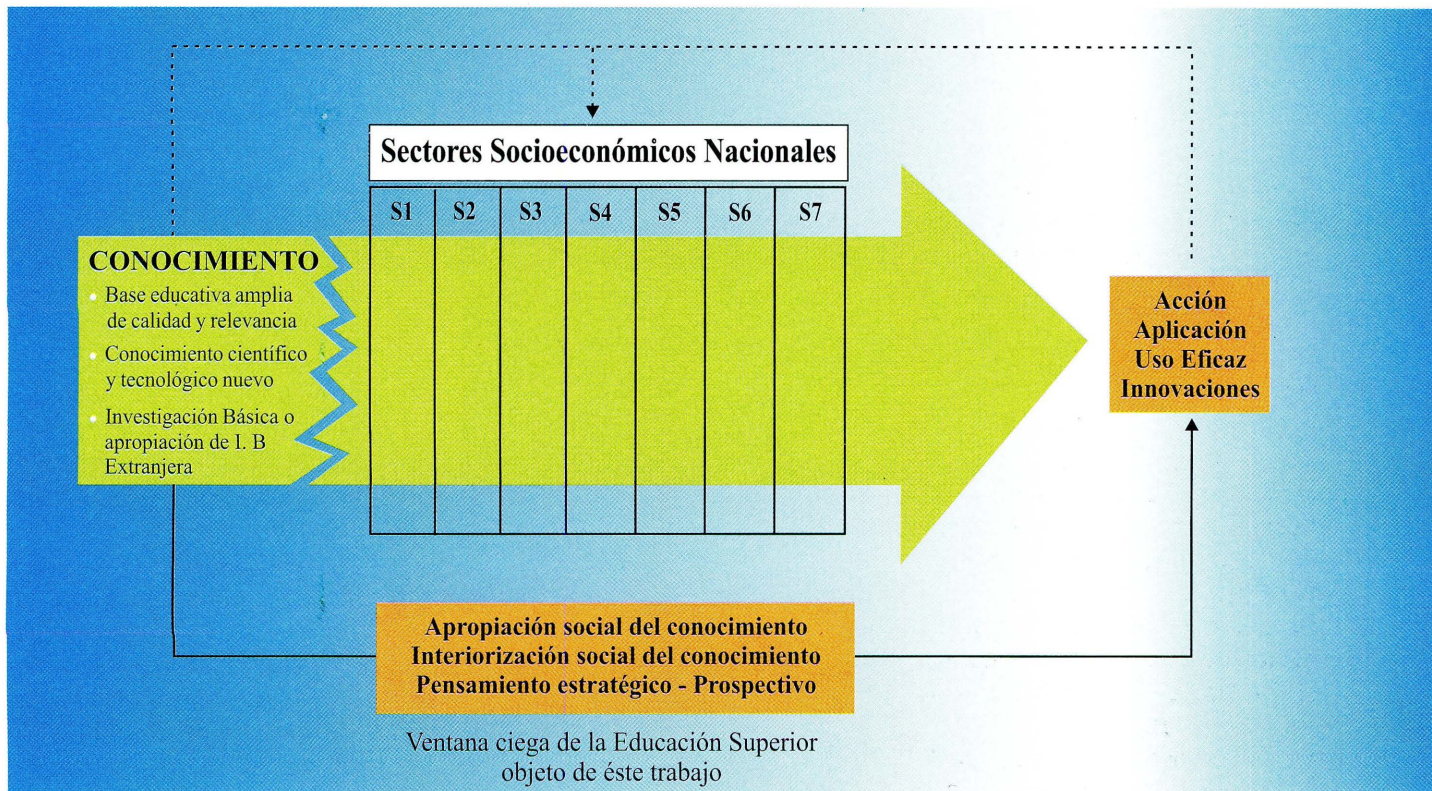 Sectores Socioeconómicos Nacionales
S1 S2 S3 S4 S5 S6 S7
CONOCIMIENTO
• Base educativa amplia
de calidad y relevancia
• Conocimiento científico
y tecnológico nuevo
• Investigación Básica o
apropiación de I. B
Extranjera
Acción
Aplicación
Uso Eficaz
Innovaciones
Apropiación social del conocimiento
Interiorización social del conocimiento
Pensamiento estratégico - Prospectivo
Ventana ciega de la Educación Superior
objeto de éste trabajo